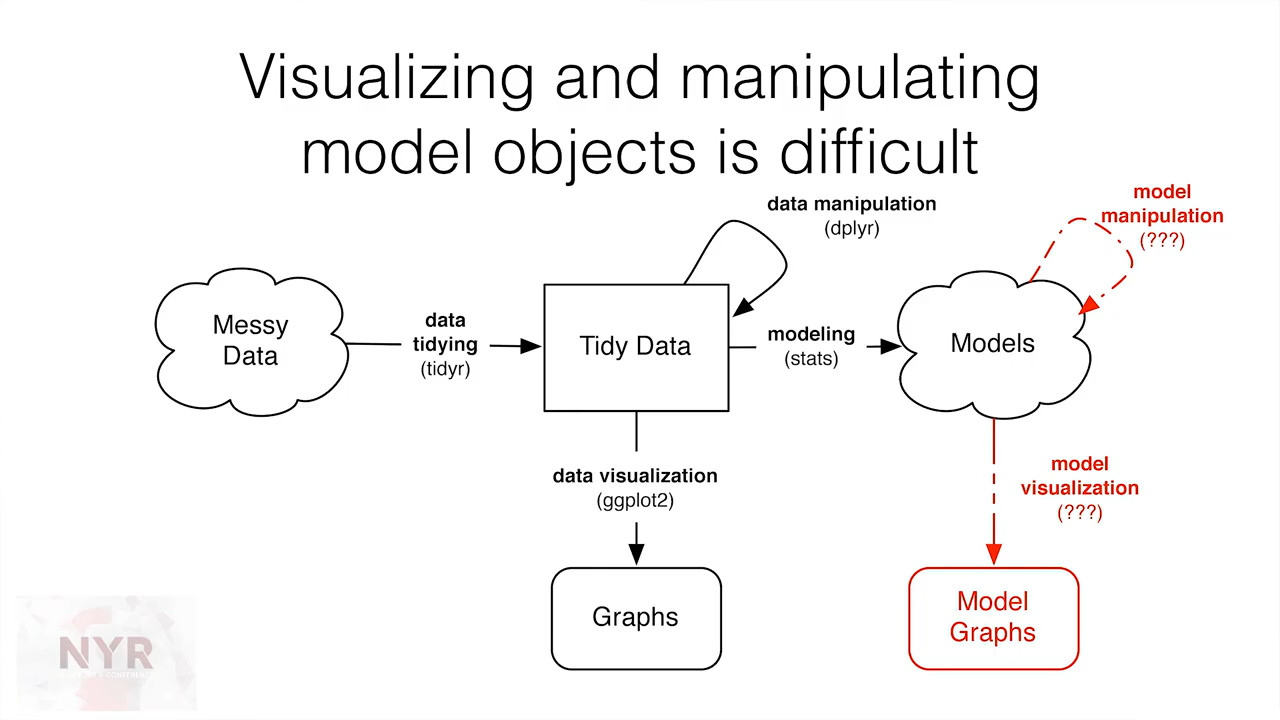 Visualizing and manipulating
model objects is difficult
data manipulation
(dplyr)
model
manipulation
(???)
Messy
Data
data
tidying
(tidyr)
Tidy Data
modeling
(stats)
Models
data visualization
(ggplot2)
model
visualization
(???)
Graphs
Model
Graphs
NYR